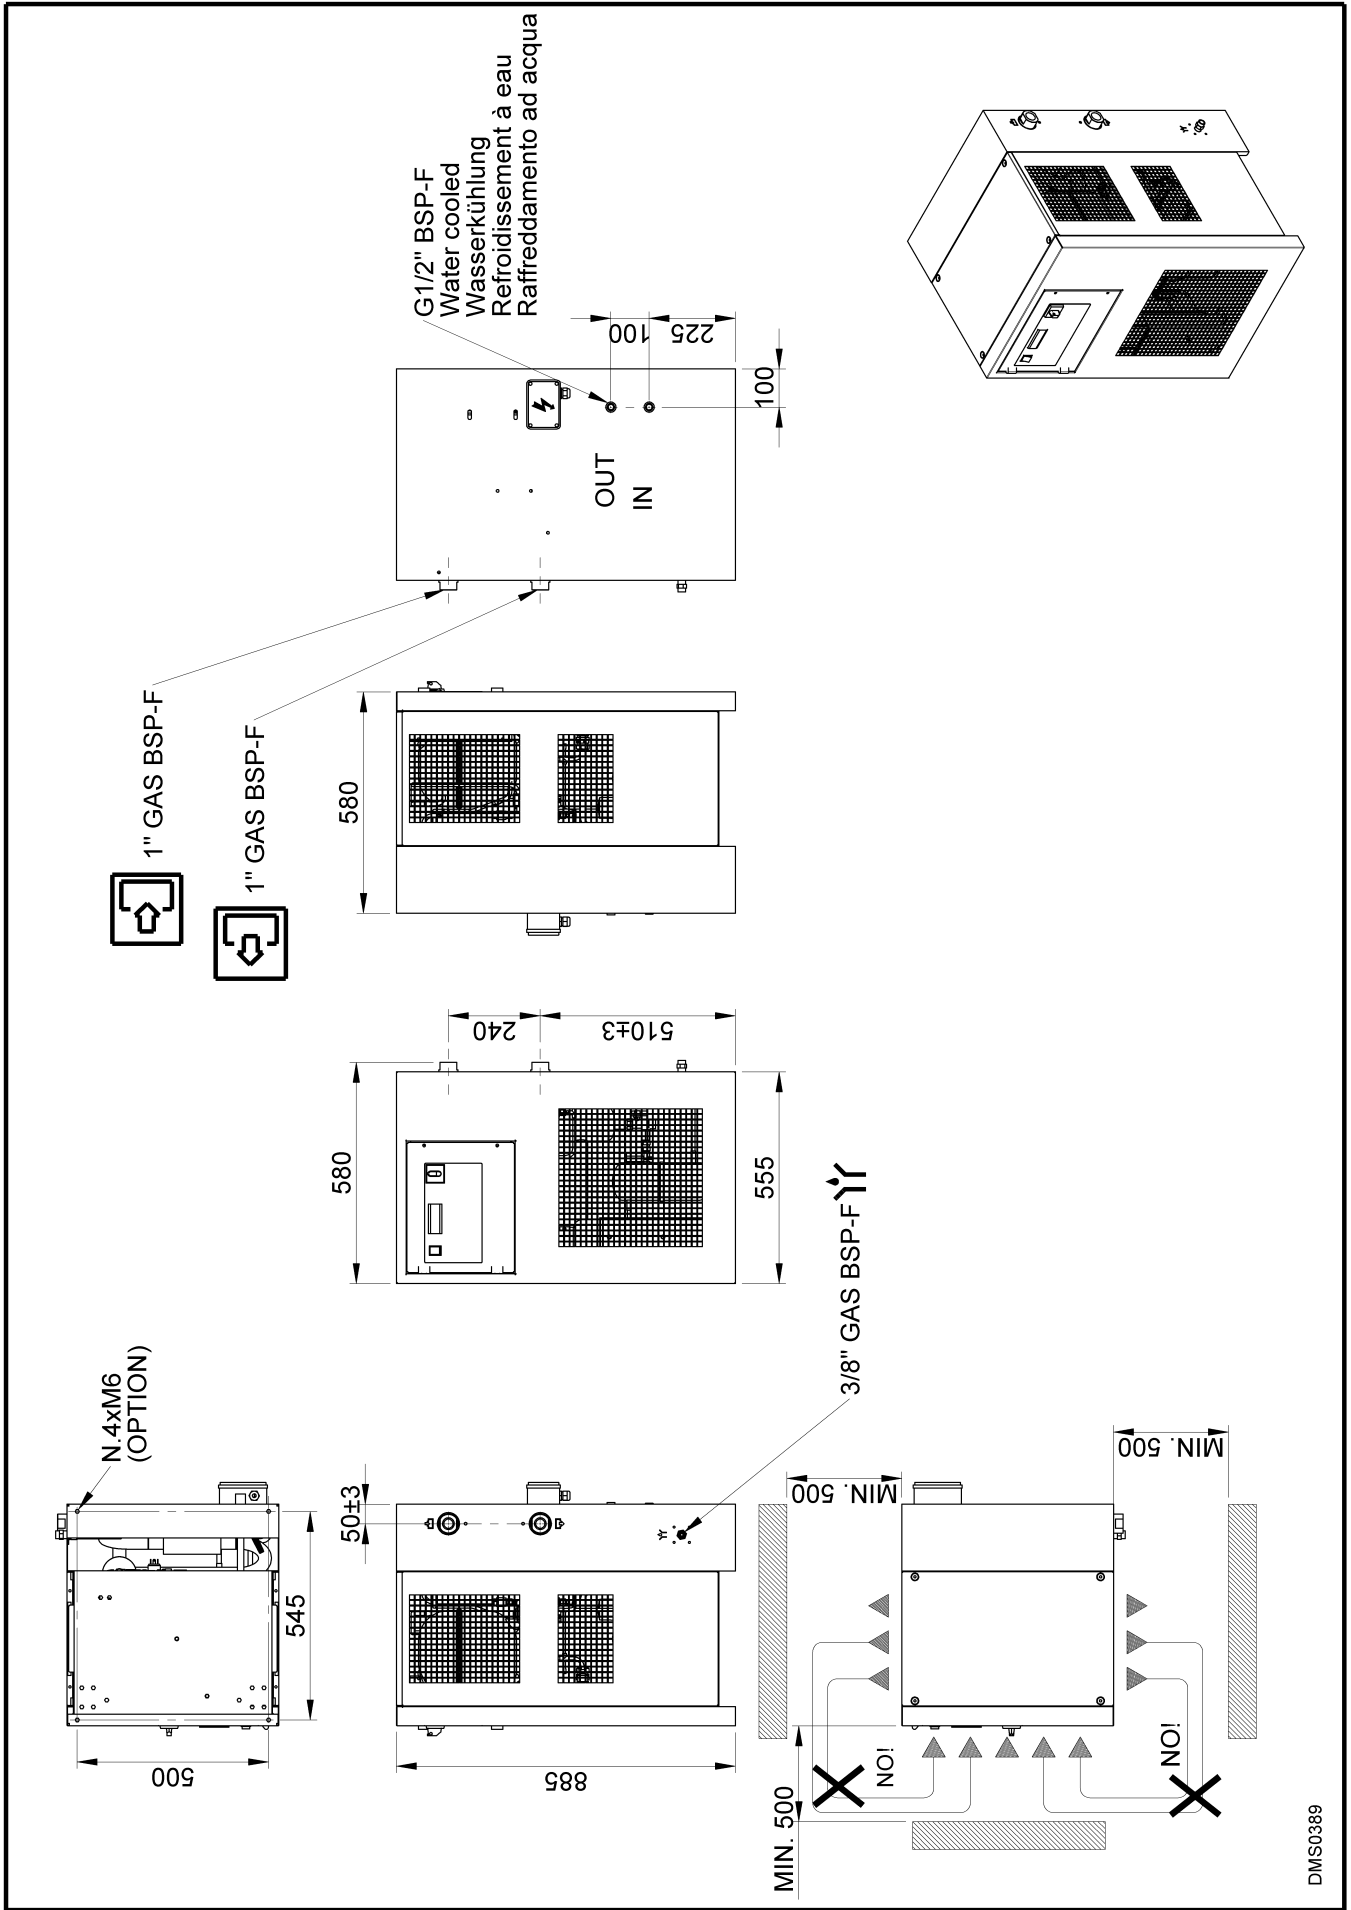 G1/2" BSP-F
Water cooled
Wasserkühlung
Refroidissement à eau
Raffreddamento ad acqua
100
225
100
OUT
IN
1" GAS BSP-F
1" GAS BSP-F
580
240
510±3
580
555
3/8" GAS BSP-F
N.4xM6
(OPTION)
50±3
545
500
885
MIN. 500
MIN. 500
MIN. 500
NO!
NO!
DMS0389